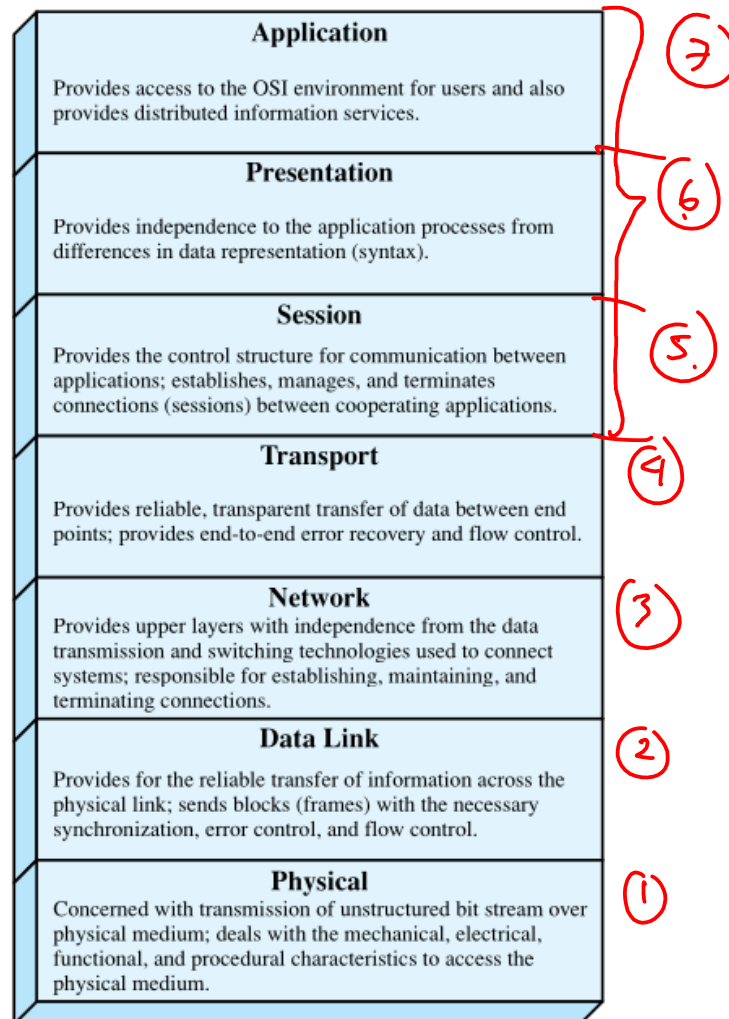 Application
⑦
Provides access to the OSI environment for users and also
provides distributed information services.
Presentation
⑥
Provides independence to the application processes from
differences in data representation (syntax).
Session
⑤
Provides the control structure for communication between
applications; establishes, manages, and terminates
connections (sessions) between cooperating applications.
Transport
④
Provides reliable, transparent transfer of data between end
points; provides end-to-end error recovery and flow control.
Network
③
Provides upper layers with independence from the data
transmission and switching technologies used to connect
systems; responsible for establishing, maintaining, and
terminating connections.
Data Link
②
Provides for the reliable transfer of information across the
physical link; sends blocks (frames) with the necessary
synchronization, error control, and flow control.
Physical
①
Concerned with transmission of unstructured bit stream over
physical medium; deals with the mechanical, electrical,
functional, and procedural characteristics to access the
physical medium.